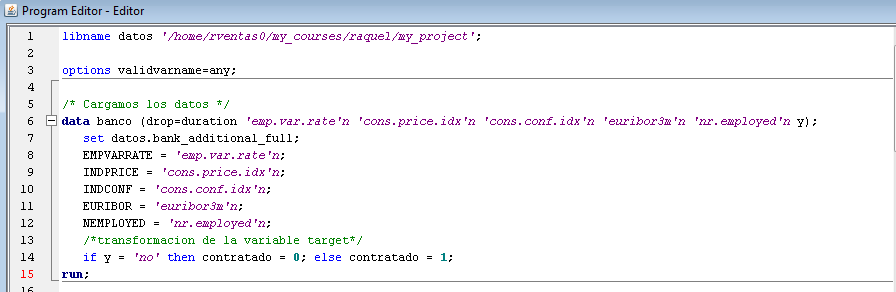 Program Editor - Editor
1 libname datos '/home/rventas0/my_courses/raquel/my_project';
2
3 options validvarname=any;
4
5 /* Cargamos los datos */
6 data banco (drop=duration 'emp.var.rate'n 'cons.price.idx'n 'cons.conf.idx'n 'euribor3m'n 'nr.employed'n y);
7 set datos.bank_additional_full;
8 EMPVARRATE = 'emp.var.rate'n;
9 INDPRICE = 'cons.price.idx'n;
10 INDCONF = 'cons.conf.idx'n;
11 EURIBOR = 'euribor3m'n;
12 NEMPLOYED = 'nr.employed'n;
13 /*transformacion de la variable target*/
14 if y = 'no' then contratado = 0; else contratado = 1;
15 run;
16